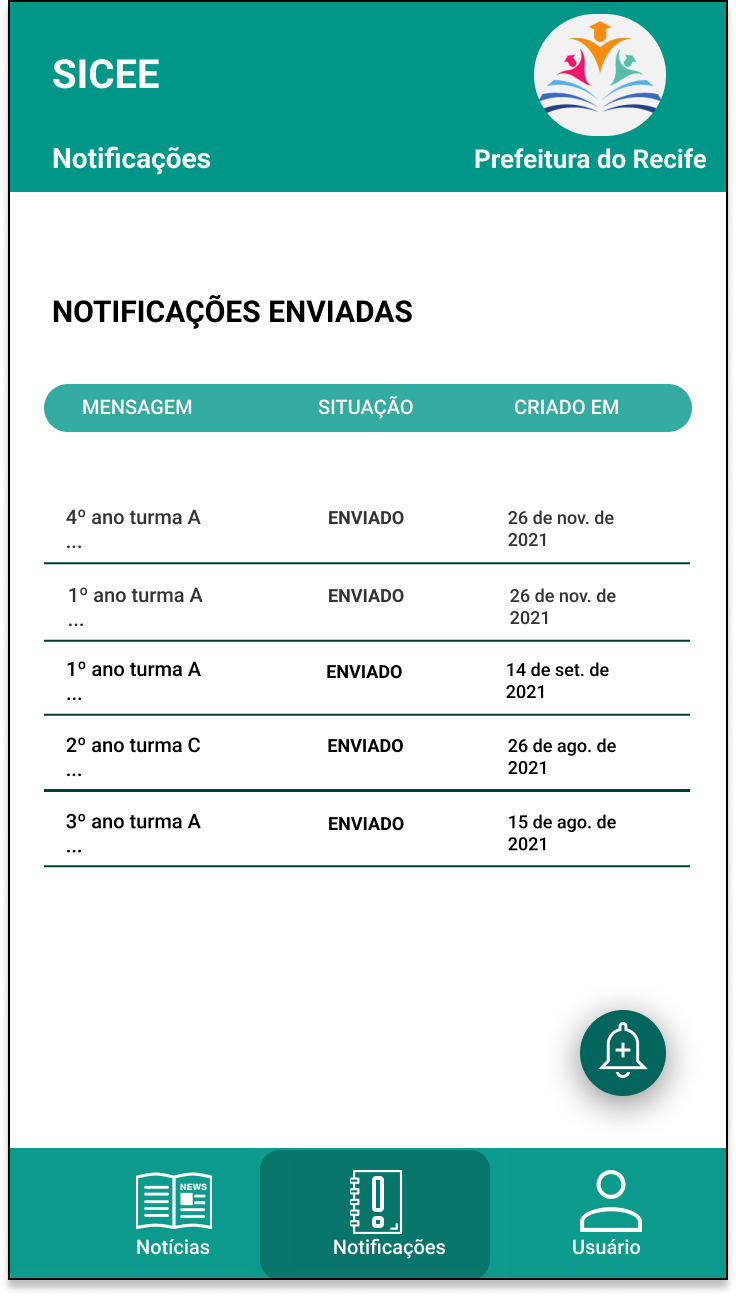 SICEE
Notificações
Prefeitura do Recife
NOTIFICAÇÕES ENVIADAS
MENSAGEM SITUAÇÃO CRIADO EM
4º ano turma A ENVIADO 26 de nov. de
... 2021
1º ano turma A ENVIADO 26 de nov. de
... 2021
1º ano turma A ENVIADO 14 de set. de
... 2021
2º ano turma C ENVIADO 26 de ago. de
... 2021
3º ano turma A ENVIADO 15 de ago. de
... 2021
NEWS
Notícias Notificações Usuário